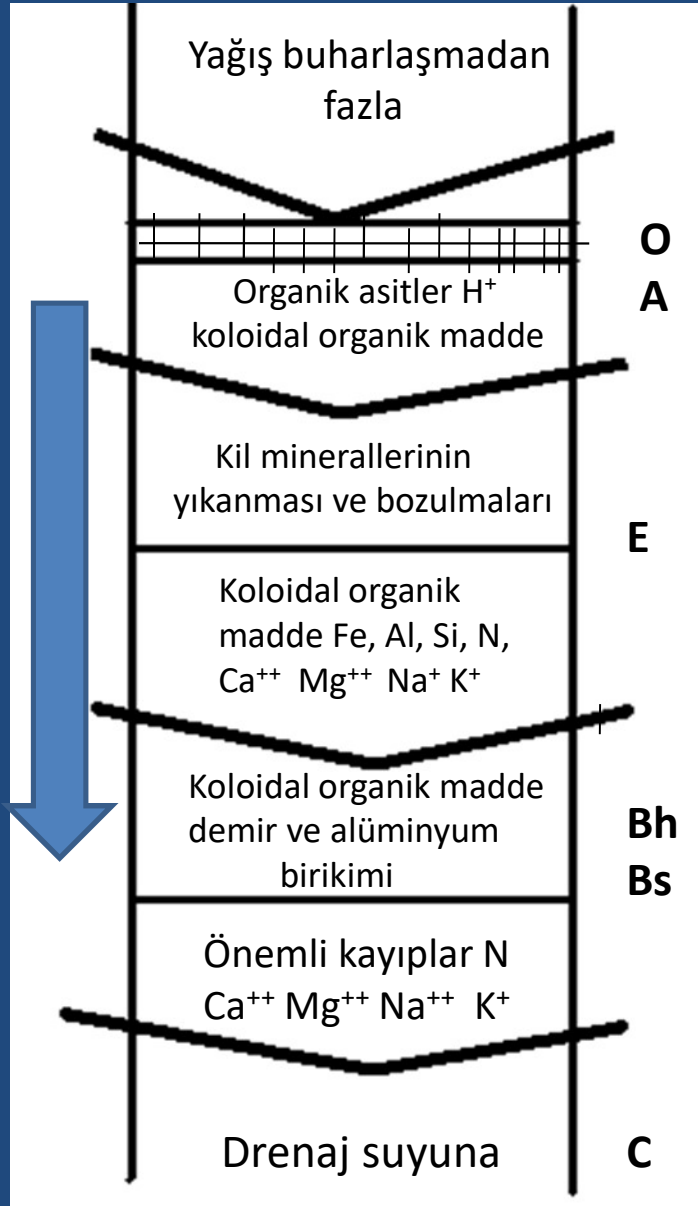 Yağış buharlaşmadan
fazla
O
Organik asitler H⁺
A
koloidal organik madde
Kil minerallerinin
yıkanması ve bozulmaları
E
Koloidal organik
madde Fe, Al, Si, N,
Ca⁺⁺ Mg⁺⁺ Na⁺ K⁺
Koloidal organik madde
demir ve alüminyum
Bh
birikimi
Bs
Önemli kayıplar N
Ca⁺⁺ Mg⁺⁺ Na⁺⁺ K⁺
Drenaj suyuna
C